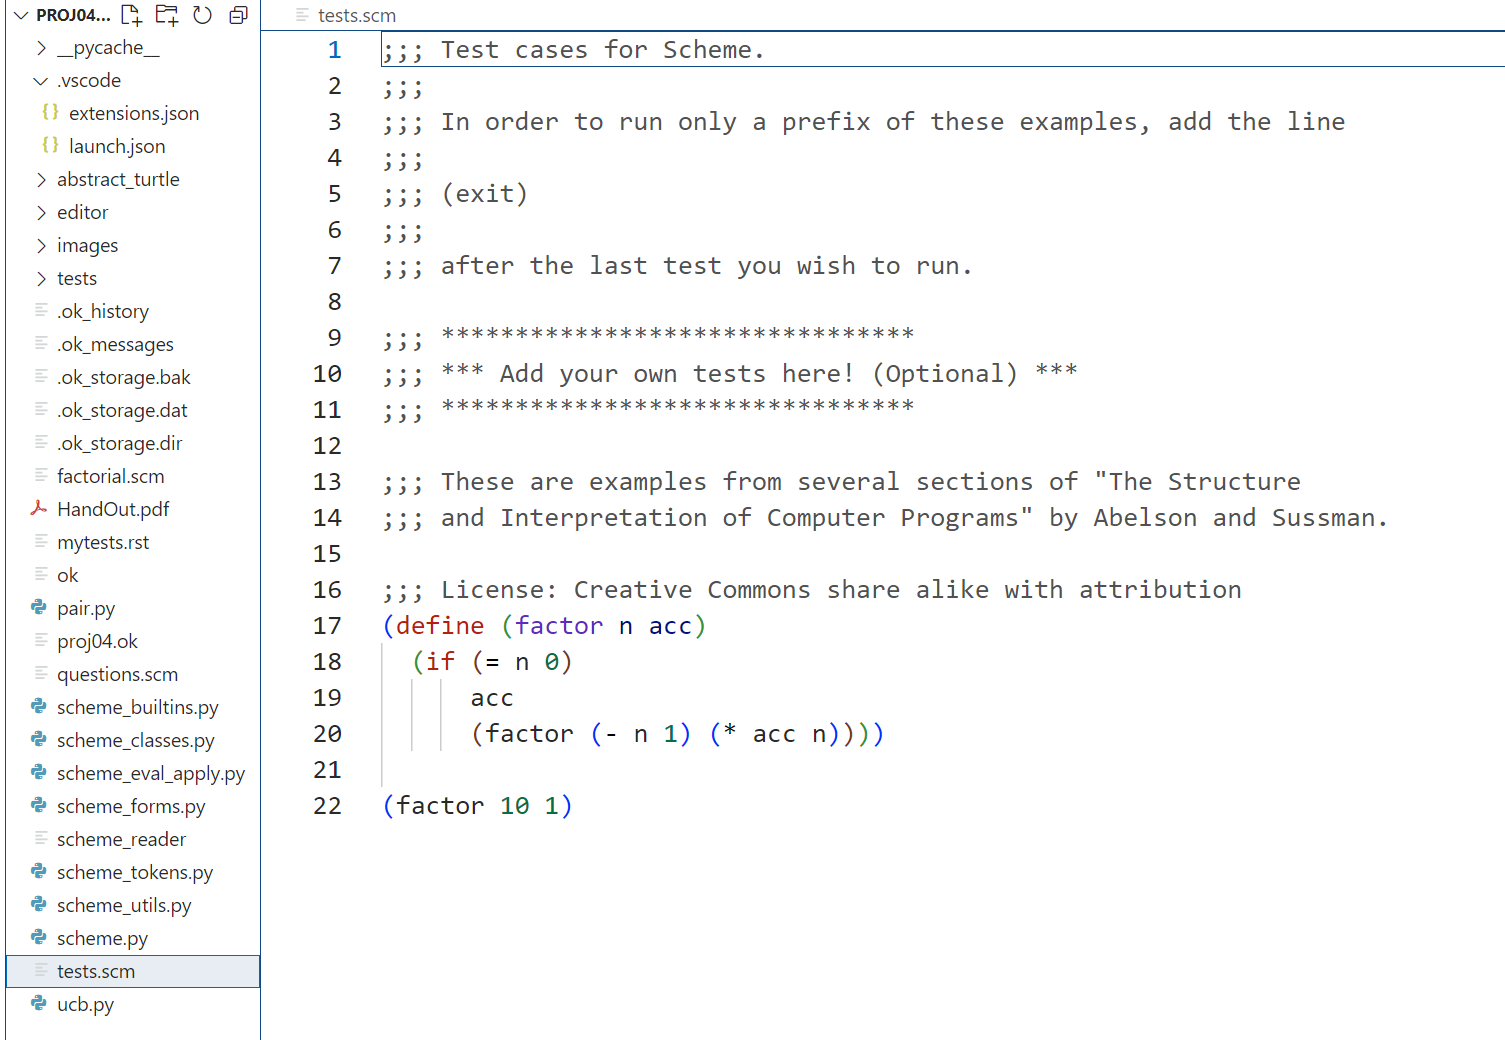 PROJ04...
__pycache__
.vscode
extensions.json
launch.json
abstract_turtle
editor
images
tests
.ok_history
.ok_messages
.ok_storage.bak
.ok_storage.dat
.ok_storage.dir
factorial.scm
HandOut.pdf
mytests.rst
ok
pair.py
proj04.ok
questions.scm
scheme_builtins.py
scheme_classes.py
scheme_eval_apply.py
scheme_forms.py
scheme_reader
scheme_tokens.py
scheme_utils.py
scheme.py
tests.scm
ucb.py
tests.scm
1 ;;; Test cases for Scheme.
2 ;;;
3 ;;; In order to run only a prefix of these examples, add the line
4 ;;;
5 ;;; (exit)
6 ;;;
7 ;;; after the last test you wish to run.
8
9 ;;; ********************************
10 ;;; *** Add your own tests here! (Optional) ***
11 ;;; ********************************
12
13 ;;; These are examples from several sections of "The Structure
14 ;;; and Interpretation of Computer Programs" by Abelson and Sussman.
15
16 ;;; License: Creative Commons share alike with attribution
17 (define (factor n acc)
18   (if (= n 0)
19       acc
20       (factor (- n 1) (* acc n))))
21
22 (factor 10 1)